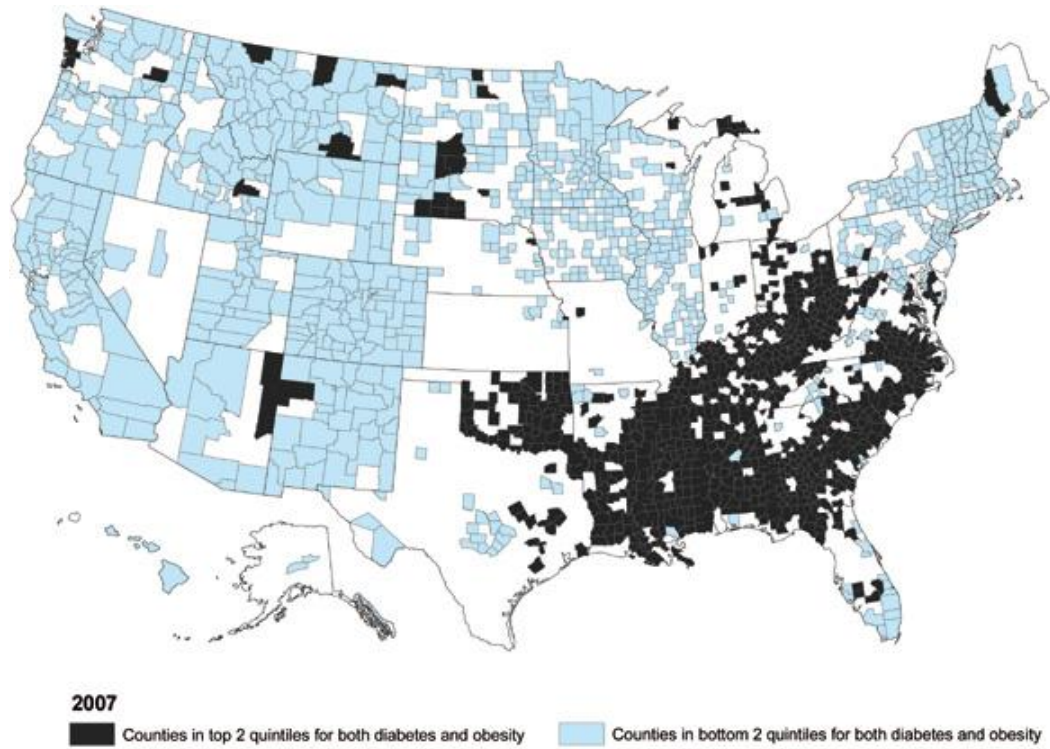 2007
Counties in top 2 quintiles for both diabetes and obesity
Counties in bottom 2 quintiles for both diabetes and obesity